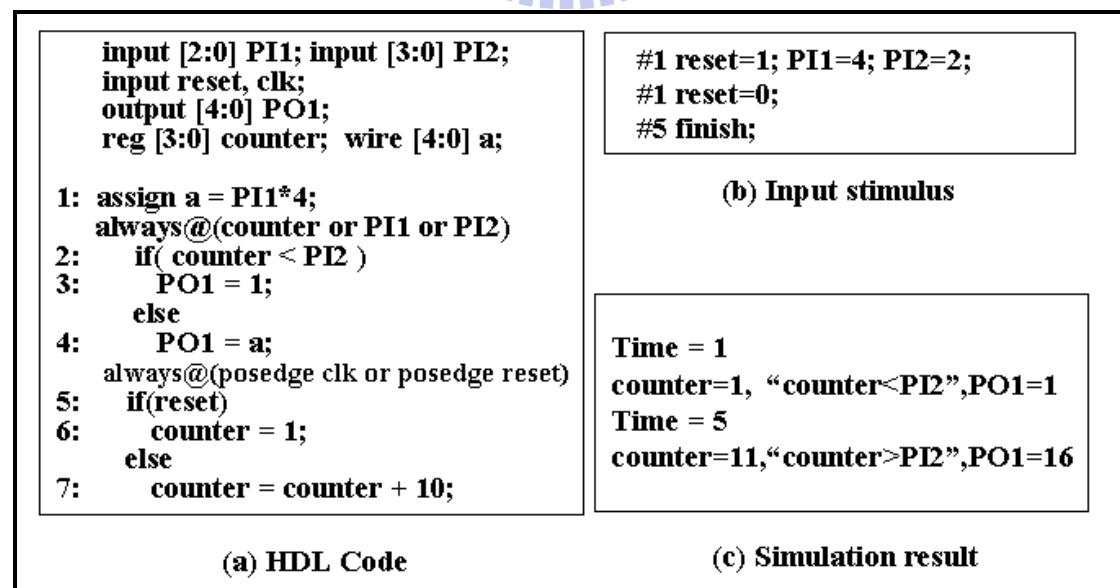 input [2:0] PI1; input [3:0] PI2;
input reset, clk;
output [4:0] PO1;
reg [3:0] counter; wire [4:0] a;
1: assign a = PI1*4;
always@(counter or PI1 or PI2)
2: if( counter < PI2 )
3: PO1 = 1;
else
4: PO1 = a;
always@(posedge clk or posedge reset)
5: if(reset)
6: counter = 1;
else
7: counter = counter + 10;
(a) HDL Code
#1 reset=1; PI1=4; PI2=2;
#1 reset=0;
#5 finish;
(b) Input stimulus
Time = 1
counter=1, “counter<PI2”,PO1=1
Time = 5
counter=11,“counter>PI2”,PO1=16
(c) Simulation result